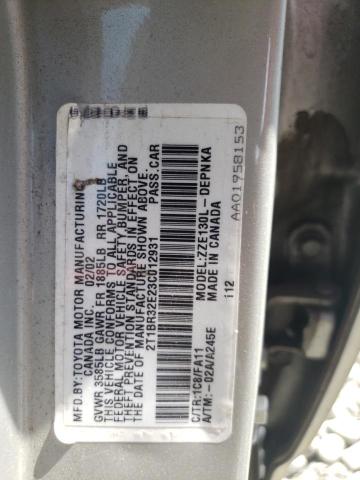 MFD. BY: TOYOTA MOTOR MANUFACTURING
CANADA INC. 02/02
GVWR 3585LB GAWR FR 1885LB RR 1720LB
THIS VEHICLE CONFORMS TO ALL APPLICABLE
FEDERAL MOTOR VEHICLE SAFETY, BUMPER, AND
THEFT PREVENTION STANDARDS IN EFFECT ON
THE DATE OF MANUFACTURE SHOWN ABOVE.
2T1BR32E23C012931 PASS.CAR
C/TR:1C8/FA11 MODEL:ZZE130L-DEPNKA
A/TM:-02A/A245E MADE IN CANADA
i12
AA01958153